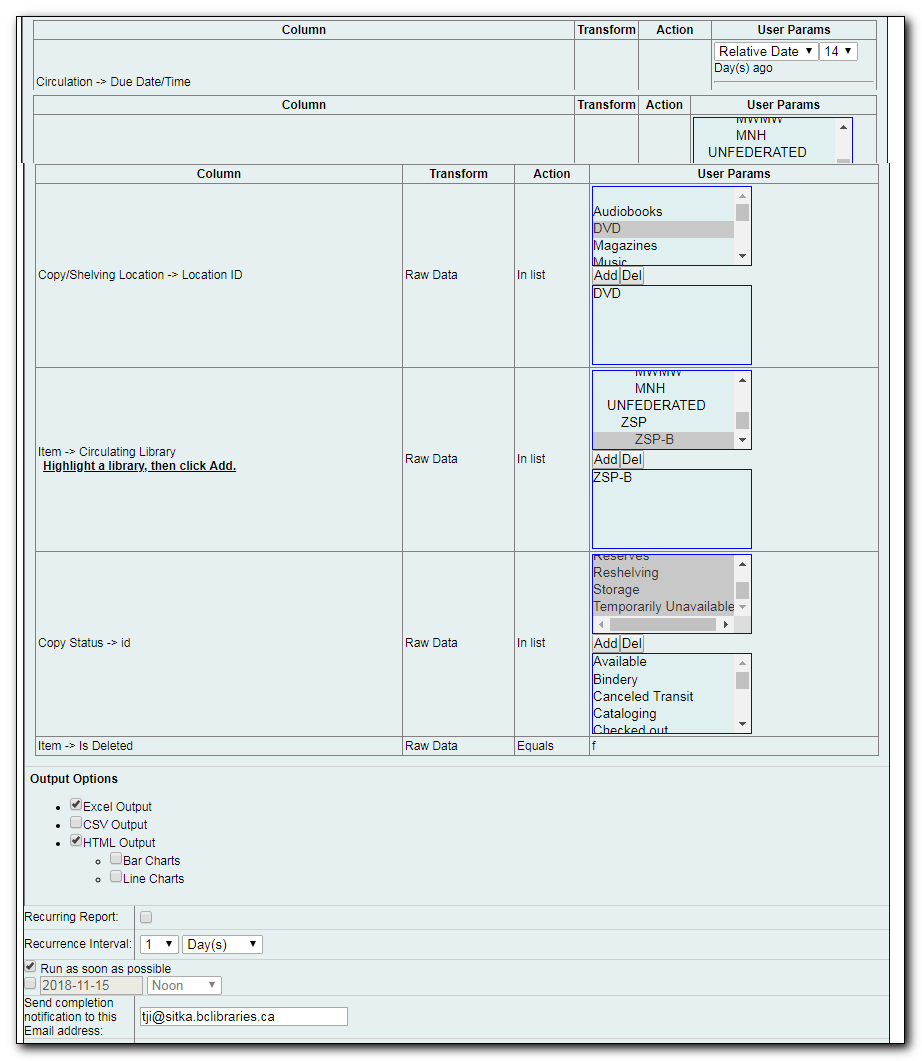 Column Transform Action User Params
Relative Date 14
Day(s) ago
Circulation -> Due Date/Time
Column Transform Action User Params
MWMW
MNH
UNFEDERATED
Column Transform Action User Params
Audiobooks
DVD
Magazines
Music
Copy/Shelving Location -> Location ID Raw Data In list
Add Del
DVD
MWMW
MNH
UNFEDERATED
ZSP
ZSP-B
Item -> Circulating Library
Highlight a library, then click Add.
Raw Data In list
Add Del
ZSP-B
Reserves
Reshelving
Storage
Temporarily Unavailable
Copy Status -> id Raw Data In list
Add Del
Available
Bindery
Canceled Transit
Cataloging
Checked out
Item -> Is Deleted Raw Data Equals f
Output Options
Excel Output
CSV Output
HTML Output
Bar Charts
Line Charts
Recurring Report:
Recurrence Interval: 1 Day(s)
Run as soon as possible
2018-11-15 Noon
Send completion
notification to this
Email address:
tji@sitka.bclibraries.ca